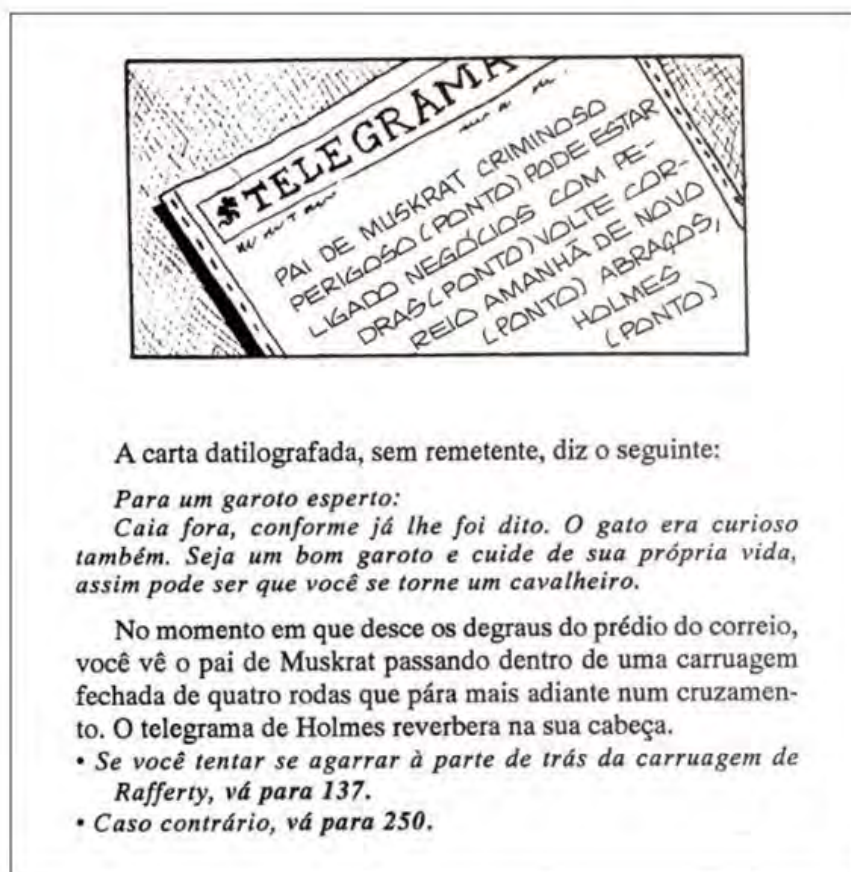 TELEGRAMA
PAI DE MUSKRAT CRIMINOSO
PERIGOSO (PONTO) PODE ESTAR
LIGADO NEGÓCIOS COM PE-
DRAS (PONTO) VOLTE COR-
REIO AMANHÃ DE NOVO
(PONTO) ABRAÇOS,
HOLMES
(PONTO)
A carta datilografada, sem remetente, diz o seguinte:
Para um garoto esperto:
Caia fora, conforme já lhe foi dito. O gato era curioso
também. Seja um bom garoto e cuide de sua própria vida,
assim pode ser que você se torne um cavalheiro.
No momento em que desce os degraus do prédio do correio,
você vê o pai de Muskrat passando dentro de uma carruagem
fechada de quatro rodas que pára mais adiante num cruzamen-
to. O telegrama de Holmes reverbera na sua cabeça.
• Se você tentar se agarrar à parte de trás da carruagem de
Rafferty, vá para 137.
• Caso contrário, vá para 250.